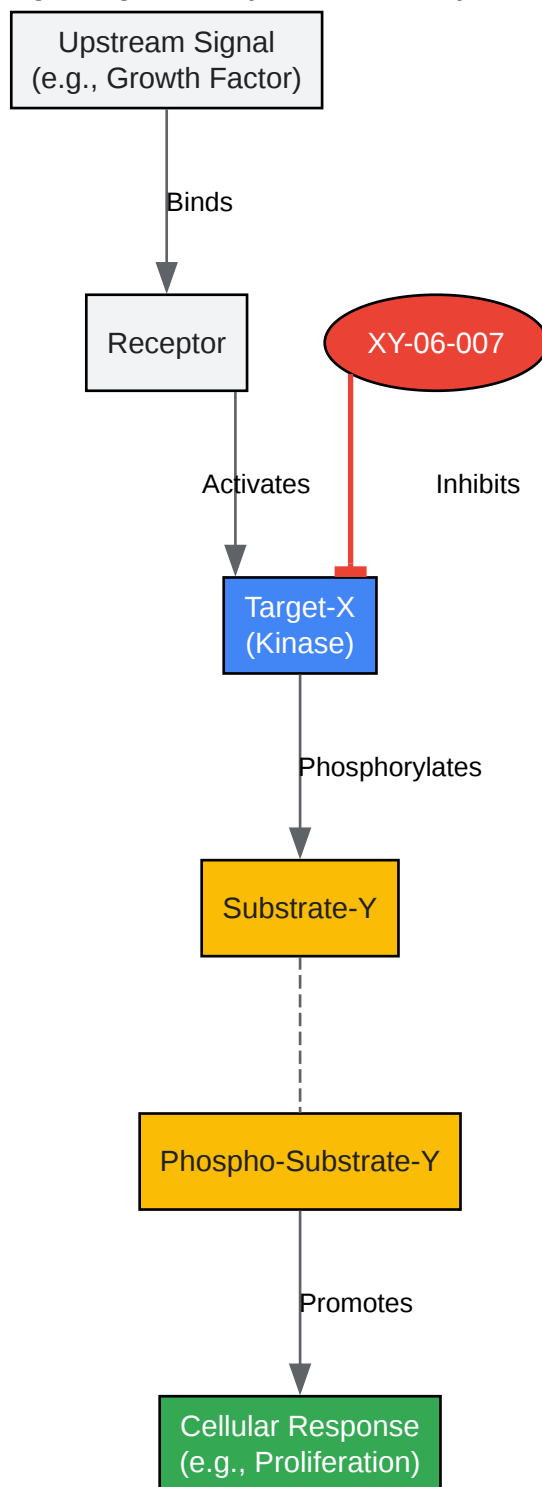 Upstream Signal
(e.g., Growth Factor)
Binds
Receptor
XY-06-007
Activates
Inhibits
Target-X
(Kinase)
Phosphorylates
Substrate-Y
Phospho-Substrate-Y
Promotes
Cellular Response
(e.g., Proliferation)